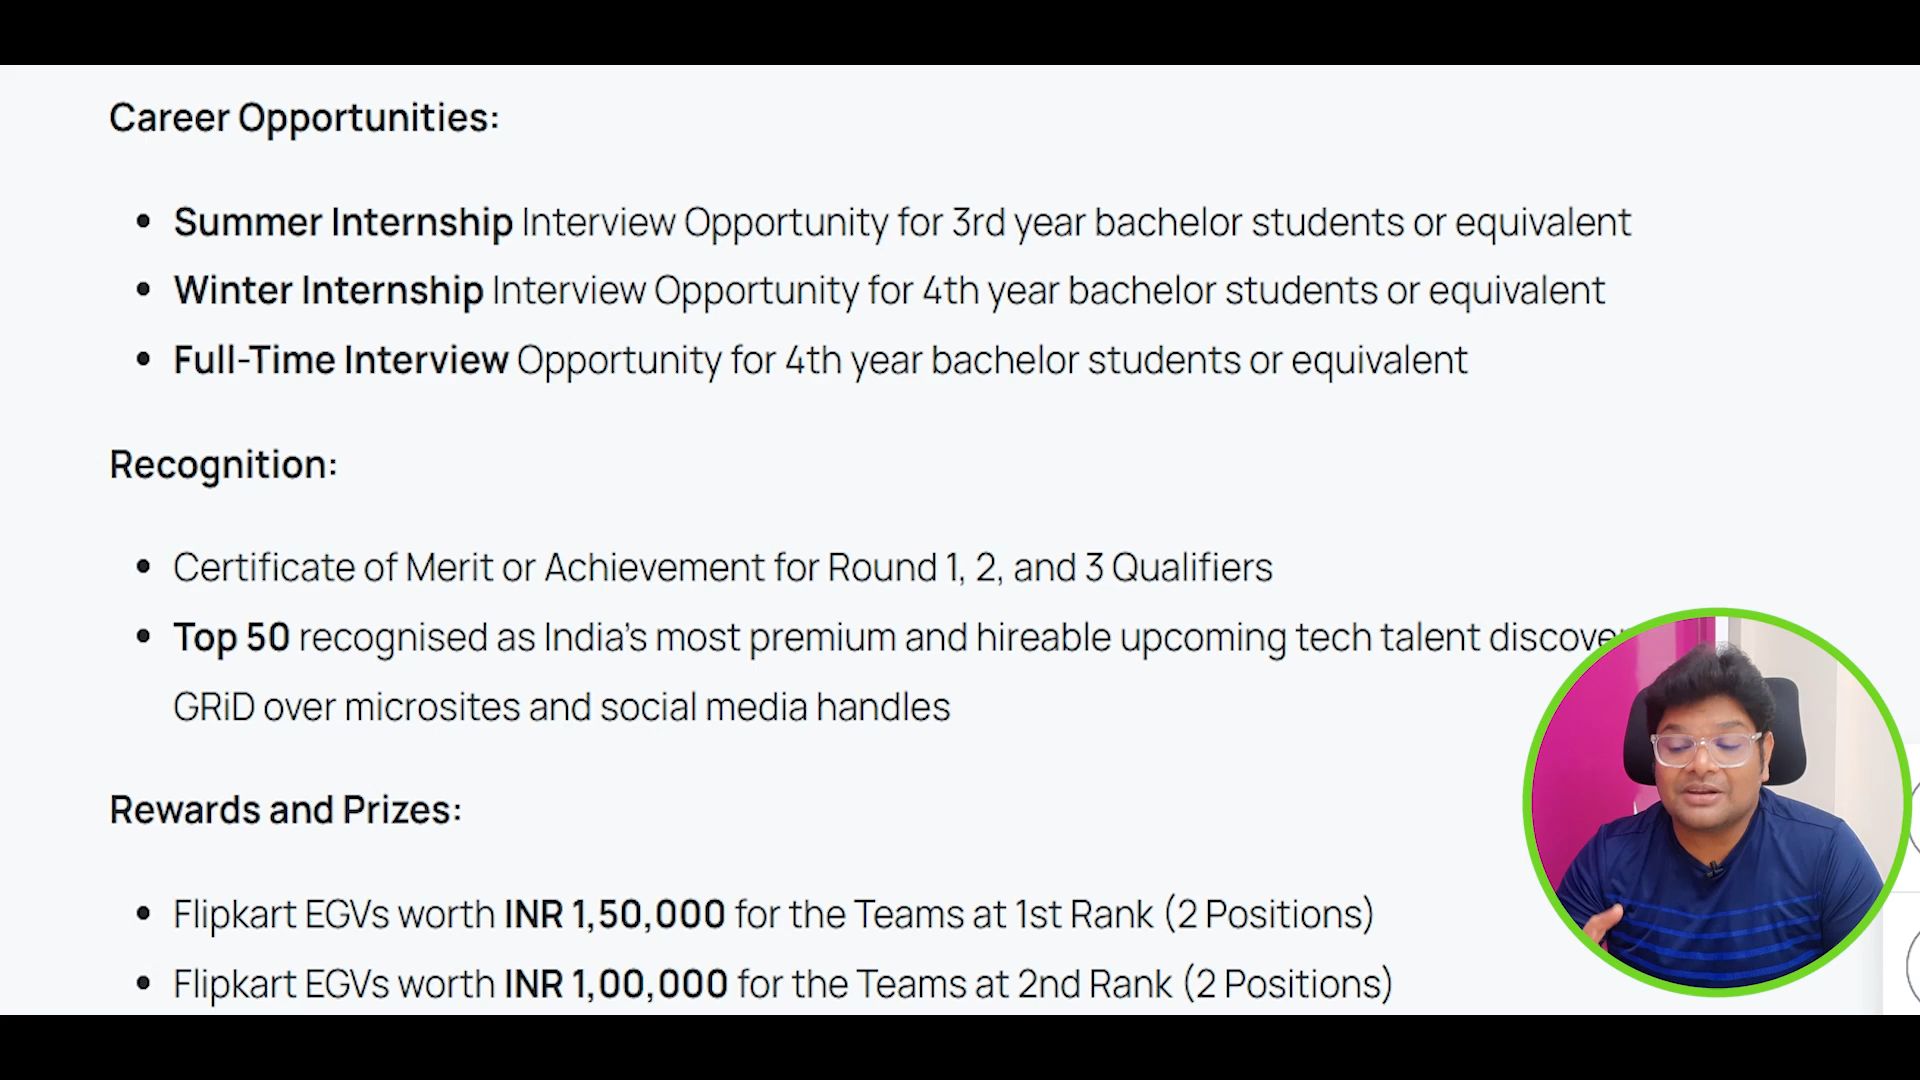 Career Opportunities:
Summer Internship Interview Opportunity for 3rd year bachelor students or equivalent
Winter Internship Interview Opportunity for 4th year bachelor students or equivalent
Full-Time Interview Opportunity for 4th year bachelor students or equivalent
Recognition:
Certificate of Merit or Achievement for Round 1, 2, and 3 Qualifiers
Top 50 recognised as India's most premium and hireable upcoming tech talent
GRiD over microsites and social media handles
Rewards and Prizes:
Flipkart EGVs worth INR 1,50,000 for the Teams at 1st Rank (2 Positions)
Flipkart EGVs worth INR 1,00,000 for the Teams at 2nd Rank (2 Positions)